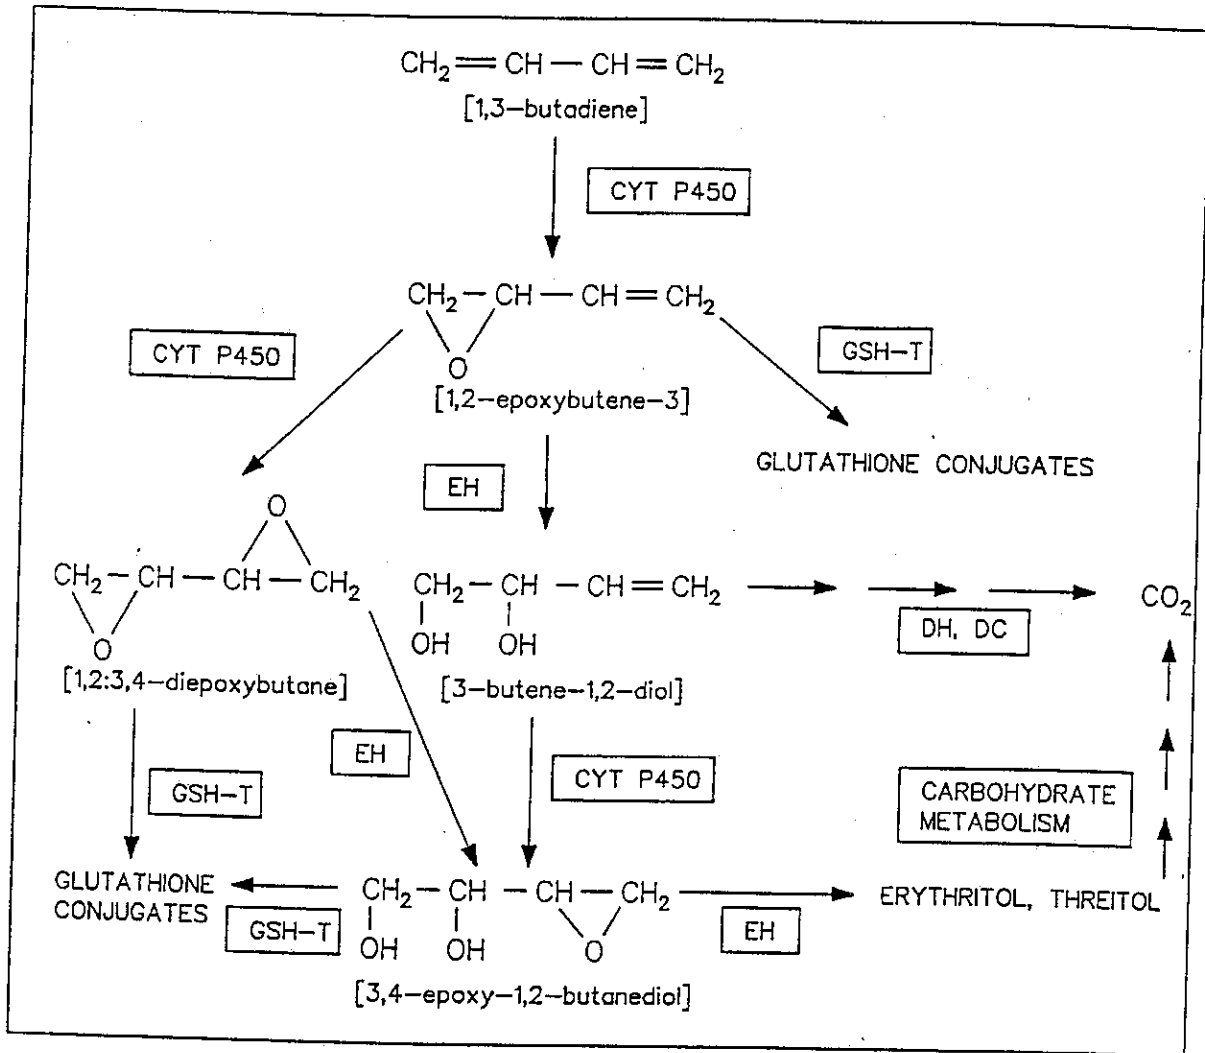 CH₂=CH—CH=CH₂
[1,3-butadiene]
CYT P450
CH₂—CH—CH=CH₂
O
[1,2-epoxybutene-3]
CYT P450
GSH-T
GLUTATHIONE CONJUGATES
EH
O
CH₂—CH—CH—CH₂
O
[1,2:3,4-diepoxybutane]
CH₂—CH—CH=CH₂
OH OH
[3-butene-1,2-diol]
DH, DC
CO₂
EH
CYT P450
GSH-T
CARBOHYDRATE
METABOLISM
GLUTATHIONE
CONJUGATES
GSH-T
CH₂—CH—CH—CH₂
OH OH O
[3,4-epoxy-1,2-butanediol]
EH
ERYTHRITOL, THREITOL